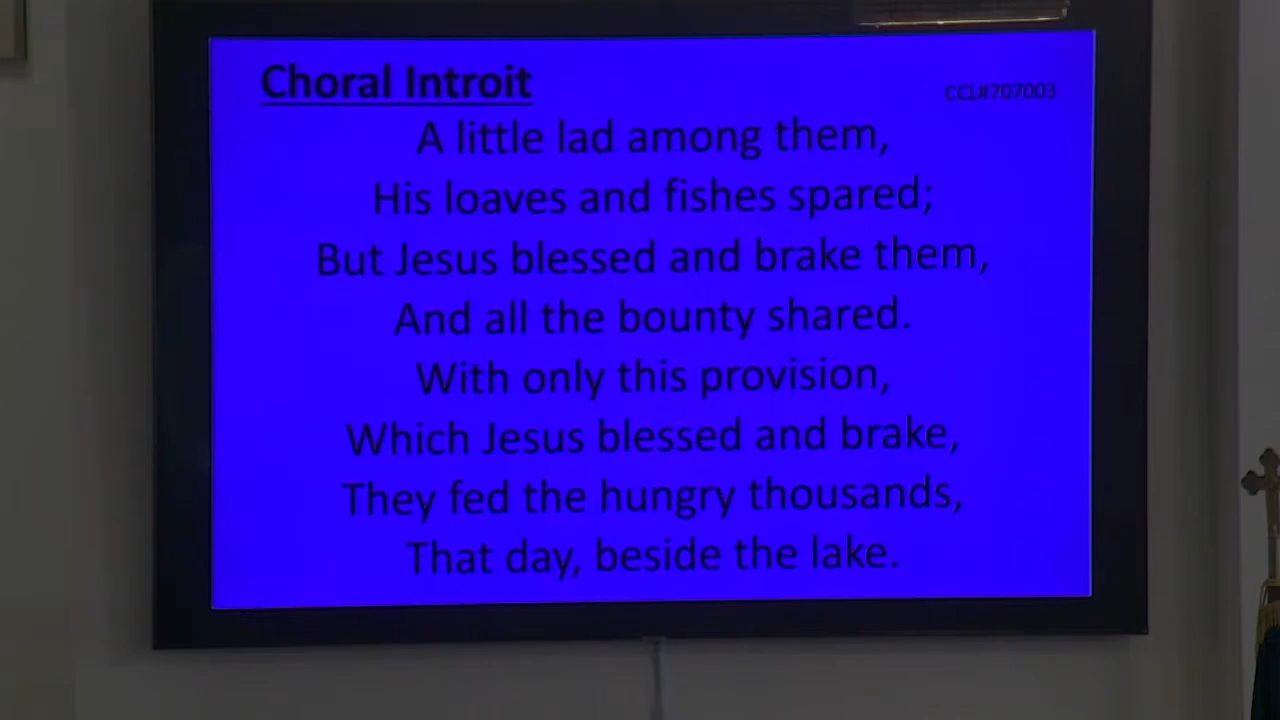 Choral Introit
CCLI#707003
A little lad among them,
His loaves and fishes spared;
But Jesus blessed and brake them,
And all the bounty shared.
With only this provision,
Which Jesus blessed and brake,
They fed the hungry thousands,
That day, beside the lake.